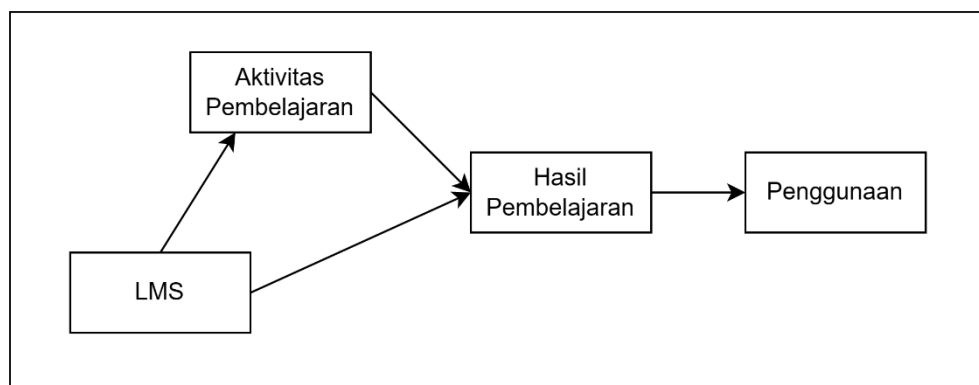 Aktivitas
Pembelajaran
Hasil
Pembelajaran
Penggunaan
LMS